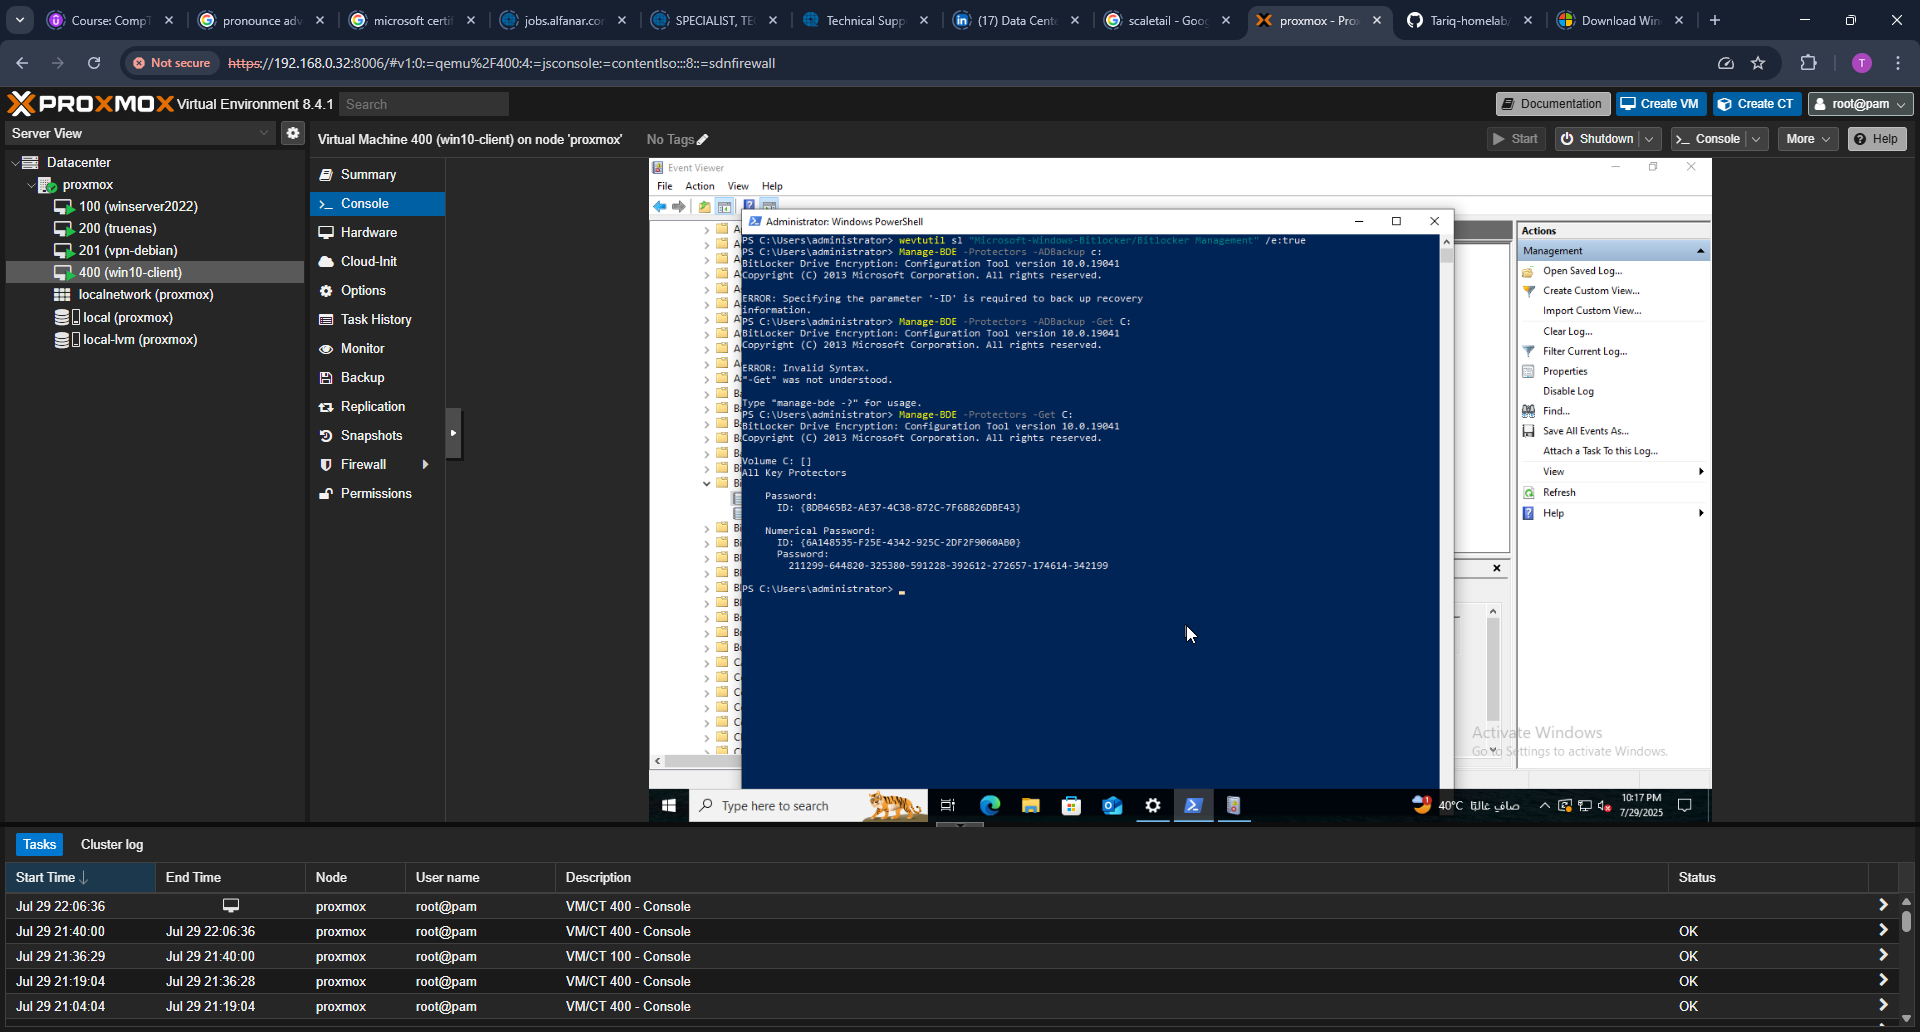 Course: CompT
pronounce adv
microsoft certif
jobs.alfanar.co
SPECIALIST, TE
Technical Supp
(17) Data Cent
scaletail - Goog
proxmox - Prox
Tariq-homelab
Download Win
Not secure
https://192.168.0.32:8006/#v1:0:=qemu%2F400:4:=jsconsole:=contentIso:::8::=sdnfirewall
T
PROXMOX Virtual Environment 8.4.1
Search
Documentation
Create VM
Create CT
root@pam
Server View
Virtual Machine 400 (win10-client) on node 'proxmox'
No Tags
Start
Shutdown
Console
More
Help
Datacenter
proxmox
100 (winserver2022)
200 (truenas)
201 (vpn-debian)
400 (win10-client)
localnetwork (proxmox)
local (proxmox)
local-lvm (proxmox)
Summary
Console
Hardware
Cloud-Init
Options
Task History
Monitor
Backup
Replication
Snapshots
Firewall
Permissions
Event Viewer
File Action View Help
Administrator: Windows PowerShell
PS C:\Users\administrator> wevtutil sl "Microsoft-Windows-Bitlocker/Bitlocker Management" /e:true
PS C:\Users\administrator> Manage-BDE -Protectors -ADBackup c:
BitLocker Drive Encryption: Configuration Tool version 10.0.19041
Copyright (C) 2013 Microsoft Corporation. All rights reserved.
ERROR: Specifying the parameter '-ID' is required to back up recovery
information.
PS C:\Users\administrator> Manage-BDE -Protectors -ADBackup -Get C:
BitLocker Drive Encryption: Configuration Tool version 10.0.19041
Copyright (C) 2013 Microsoft Corporation. All rights reserved.
ERROR: Invalid Syntax.
"-Get" was not understood.
Type "manage-bde -?" for usage.
PS C:\Users\administrator> Manage-BDE -Protectors -Get C:
BitLocker Drive Encryption: Configuration Tool version 10.0.19041
Copyright (C) 2013 Microsoft Corporation. All rights reserved.
Volume C: []
All Key Protectors
Password:
ID: {8DB465B2-AE37-4C38-872C-7F68826DBE43}
Numerical Password:
ID: {6A148535-F25E-4342-925C-2DF2F9060AB0}
Password:
211299-644820-325380-591228-392612-272657-174614-342199
PS C:\Users\administrator>
Actions
Management
Open Saved Log...
Create Custom View...
Import Custom View...
Clear Log...
Filter Current Log...
Properties
Disable Log
Find...
Save All Events As...
Attach a Task To this Log...
View
Refresh
Help
Activate Windows
Go to Settings to activate Windows.
Type here to search
40°C صافي غالبًا
10:17 PM
7/29/2025
Tasks
Cluster log
Start Time End Time Node User name Description Status
Jul 29 22:06:36 proxmox root@pam VM/CT 400 - Console
Jul 29 21:40:00 Jul 29 22:06:36 proxmox root@pam VM/CT 400 - Console OK
Jul 29 21:36:29 Jul 29 21:40:00 proxmox root@pam VM/CT 100 - Console OK
Jul 29 21:19:04 Jul 29 21:36:28 proxmox root@pam VM/CT 400 - Console OK
Jul 29 21:04:04 Jul 29 21:19:04 proxmox root@pam VM/CT 400 - Console OK